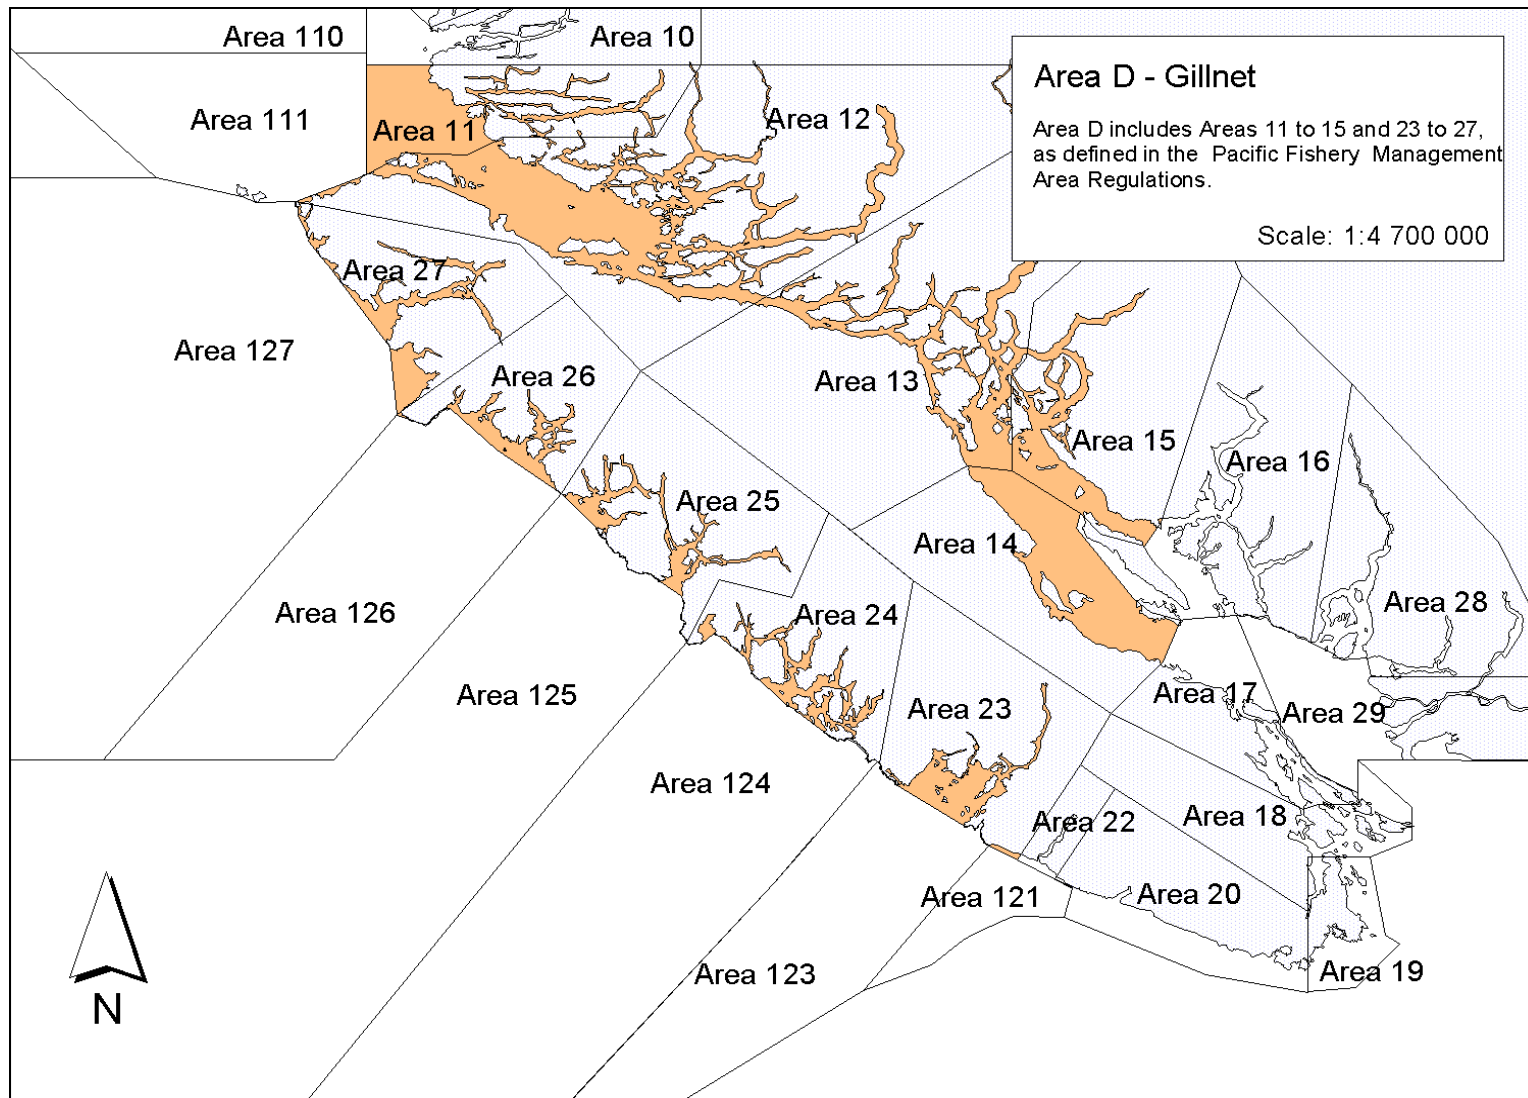 Area 110
Area 10
Area D - Gillnet
Area D includes Areas 11 to 15 and 23 to 27,
as defined in the Pacific Fishery Management
Area Regulations.
Scale: 1:4 700 000
Area 111
Area 11
Area 12
Area 27
Area 127
Area 26
Area 13
Area 15
Area 16
Area 25
Area 14
Area 126
Area 24
Area 28
Area 125
Area 23
Area 17
Area 29
Area 124
Area 22
Area 18
Area 121
Area 20
Area 123
Area 19
N